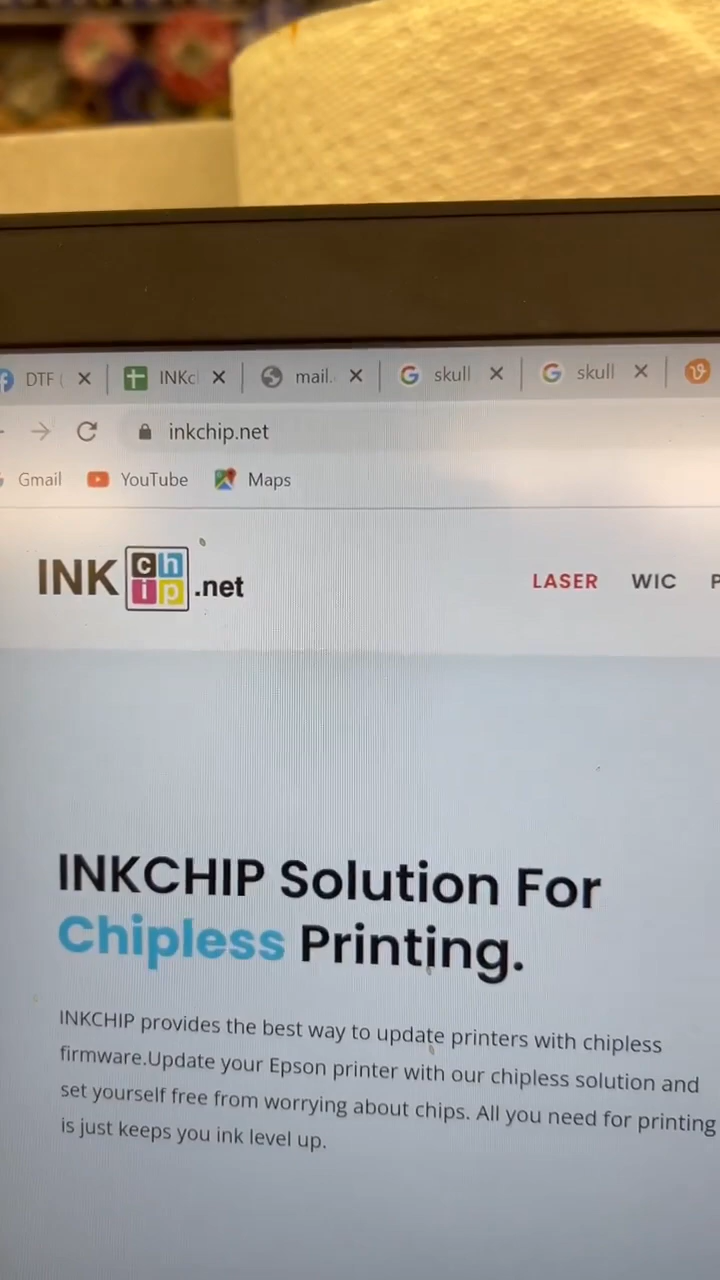 DTF ( INKc mail. skull skull
inkchip.net
Gmail YouTube Maps
INK chip .net
LASER WIC P
INKCHIP Solution For
Chipless Printing.
INKCHIP provides the best way to update printers with chipless
firmware.Update your Epson printer with our chipless solution and
set yourself free from worrying about chips. All you need for printing
is just keeps you ink level up.